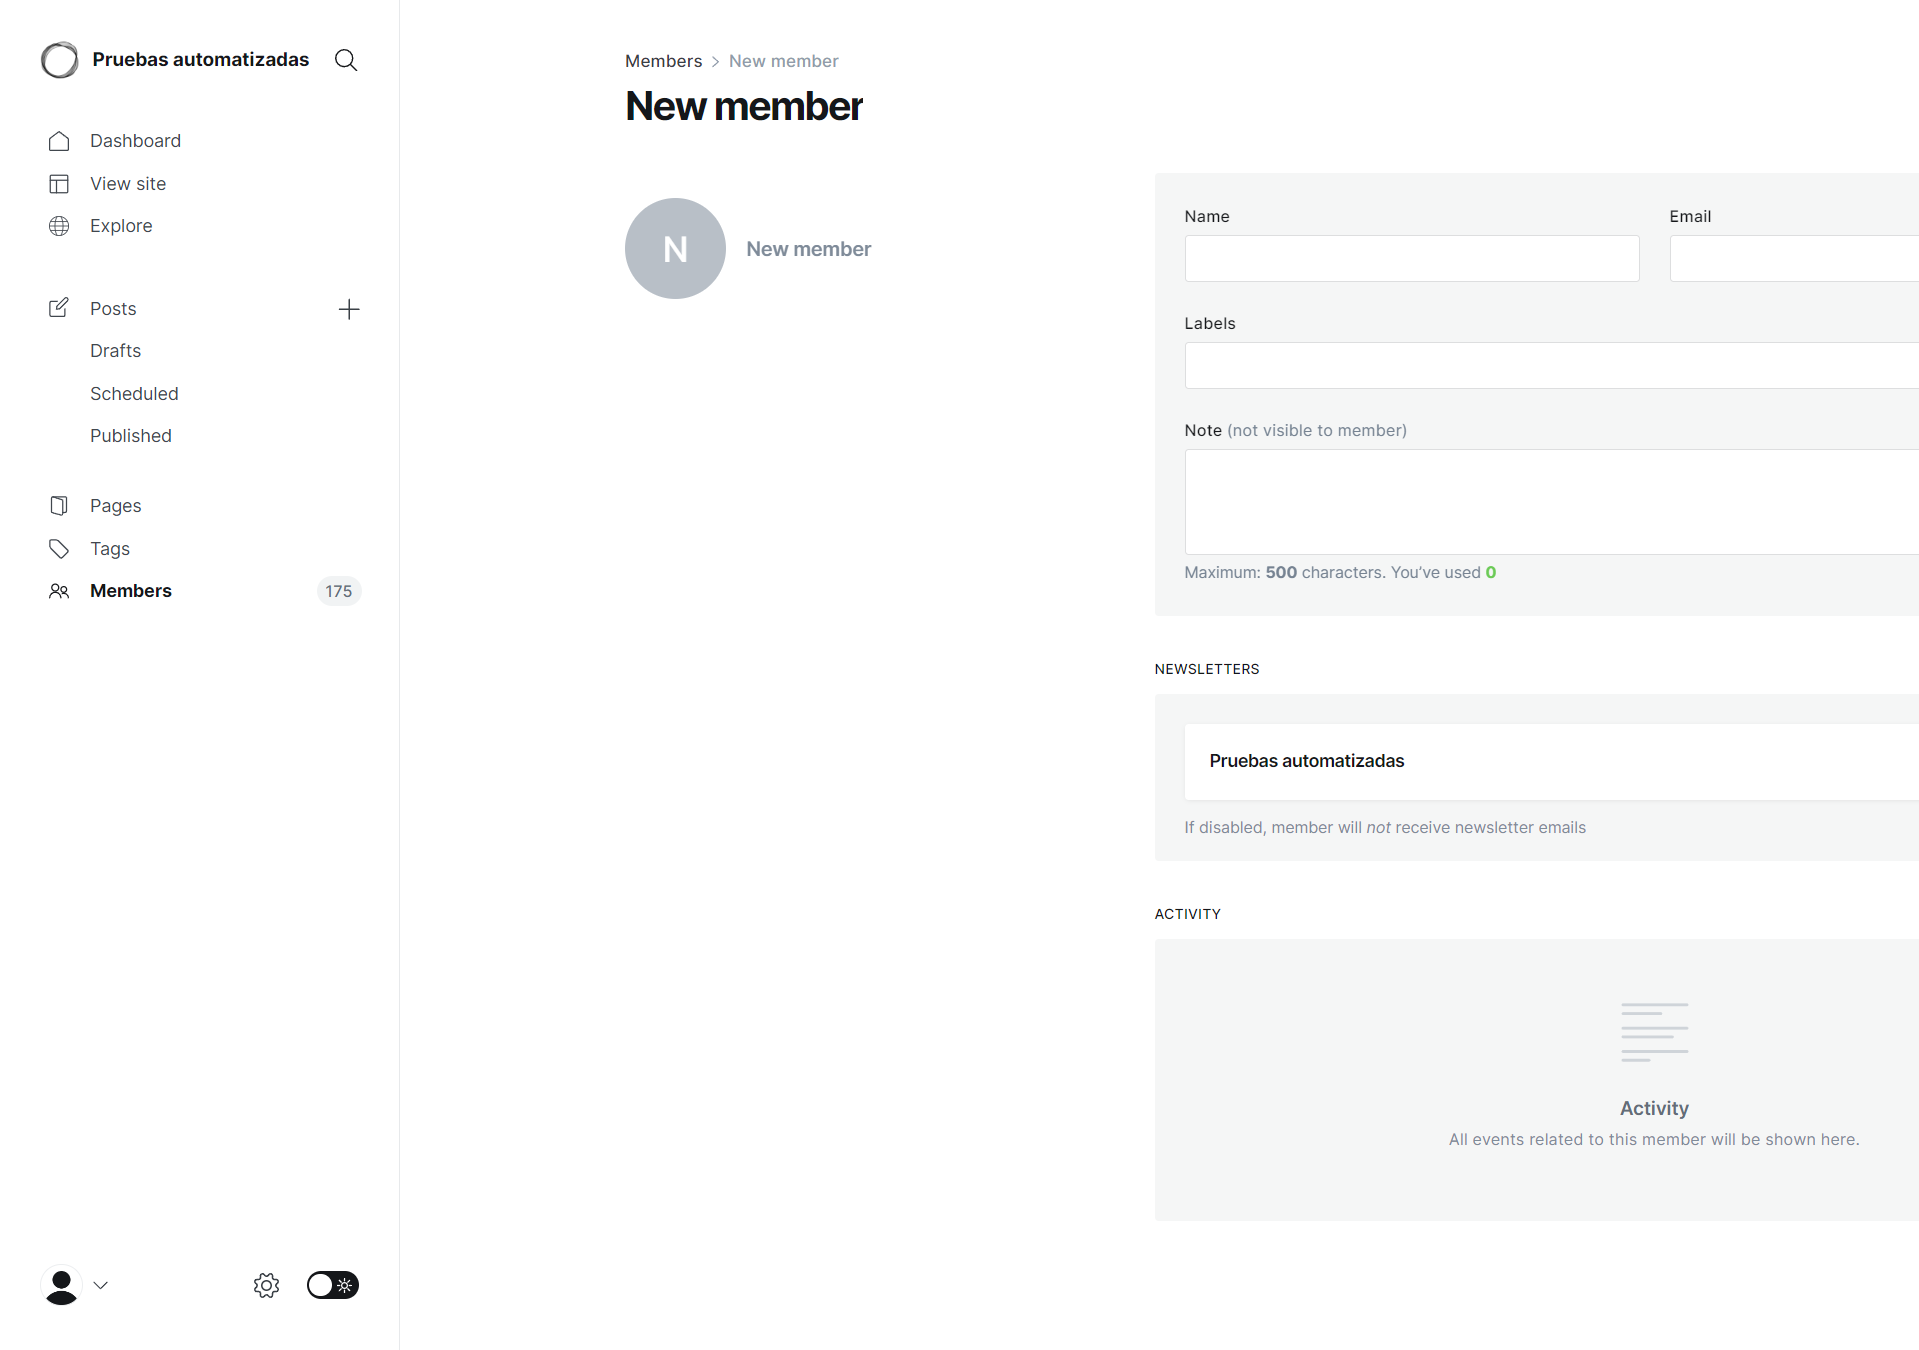 Pruebas automatizadas
Dashboard
View site
Explore
Posts
Drafts
Scheduled
Published
Pages
Tags
Members 175
Members > New member
New member
N New member
Name Email
Labels
Note (not visible to member)
Maximum: 500 characters. You’ve used 0
NEWSLETTERS
Pruebas automatizadas
If disabled, member will not receive newsletter emails
ACTIVITY
Activity
All events related to this member will be shown here.